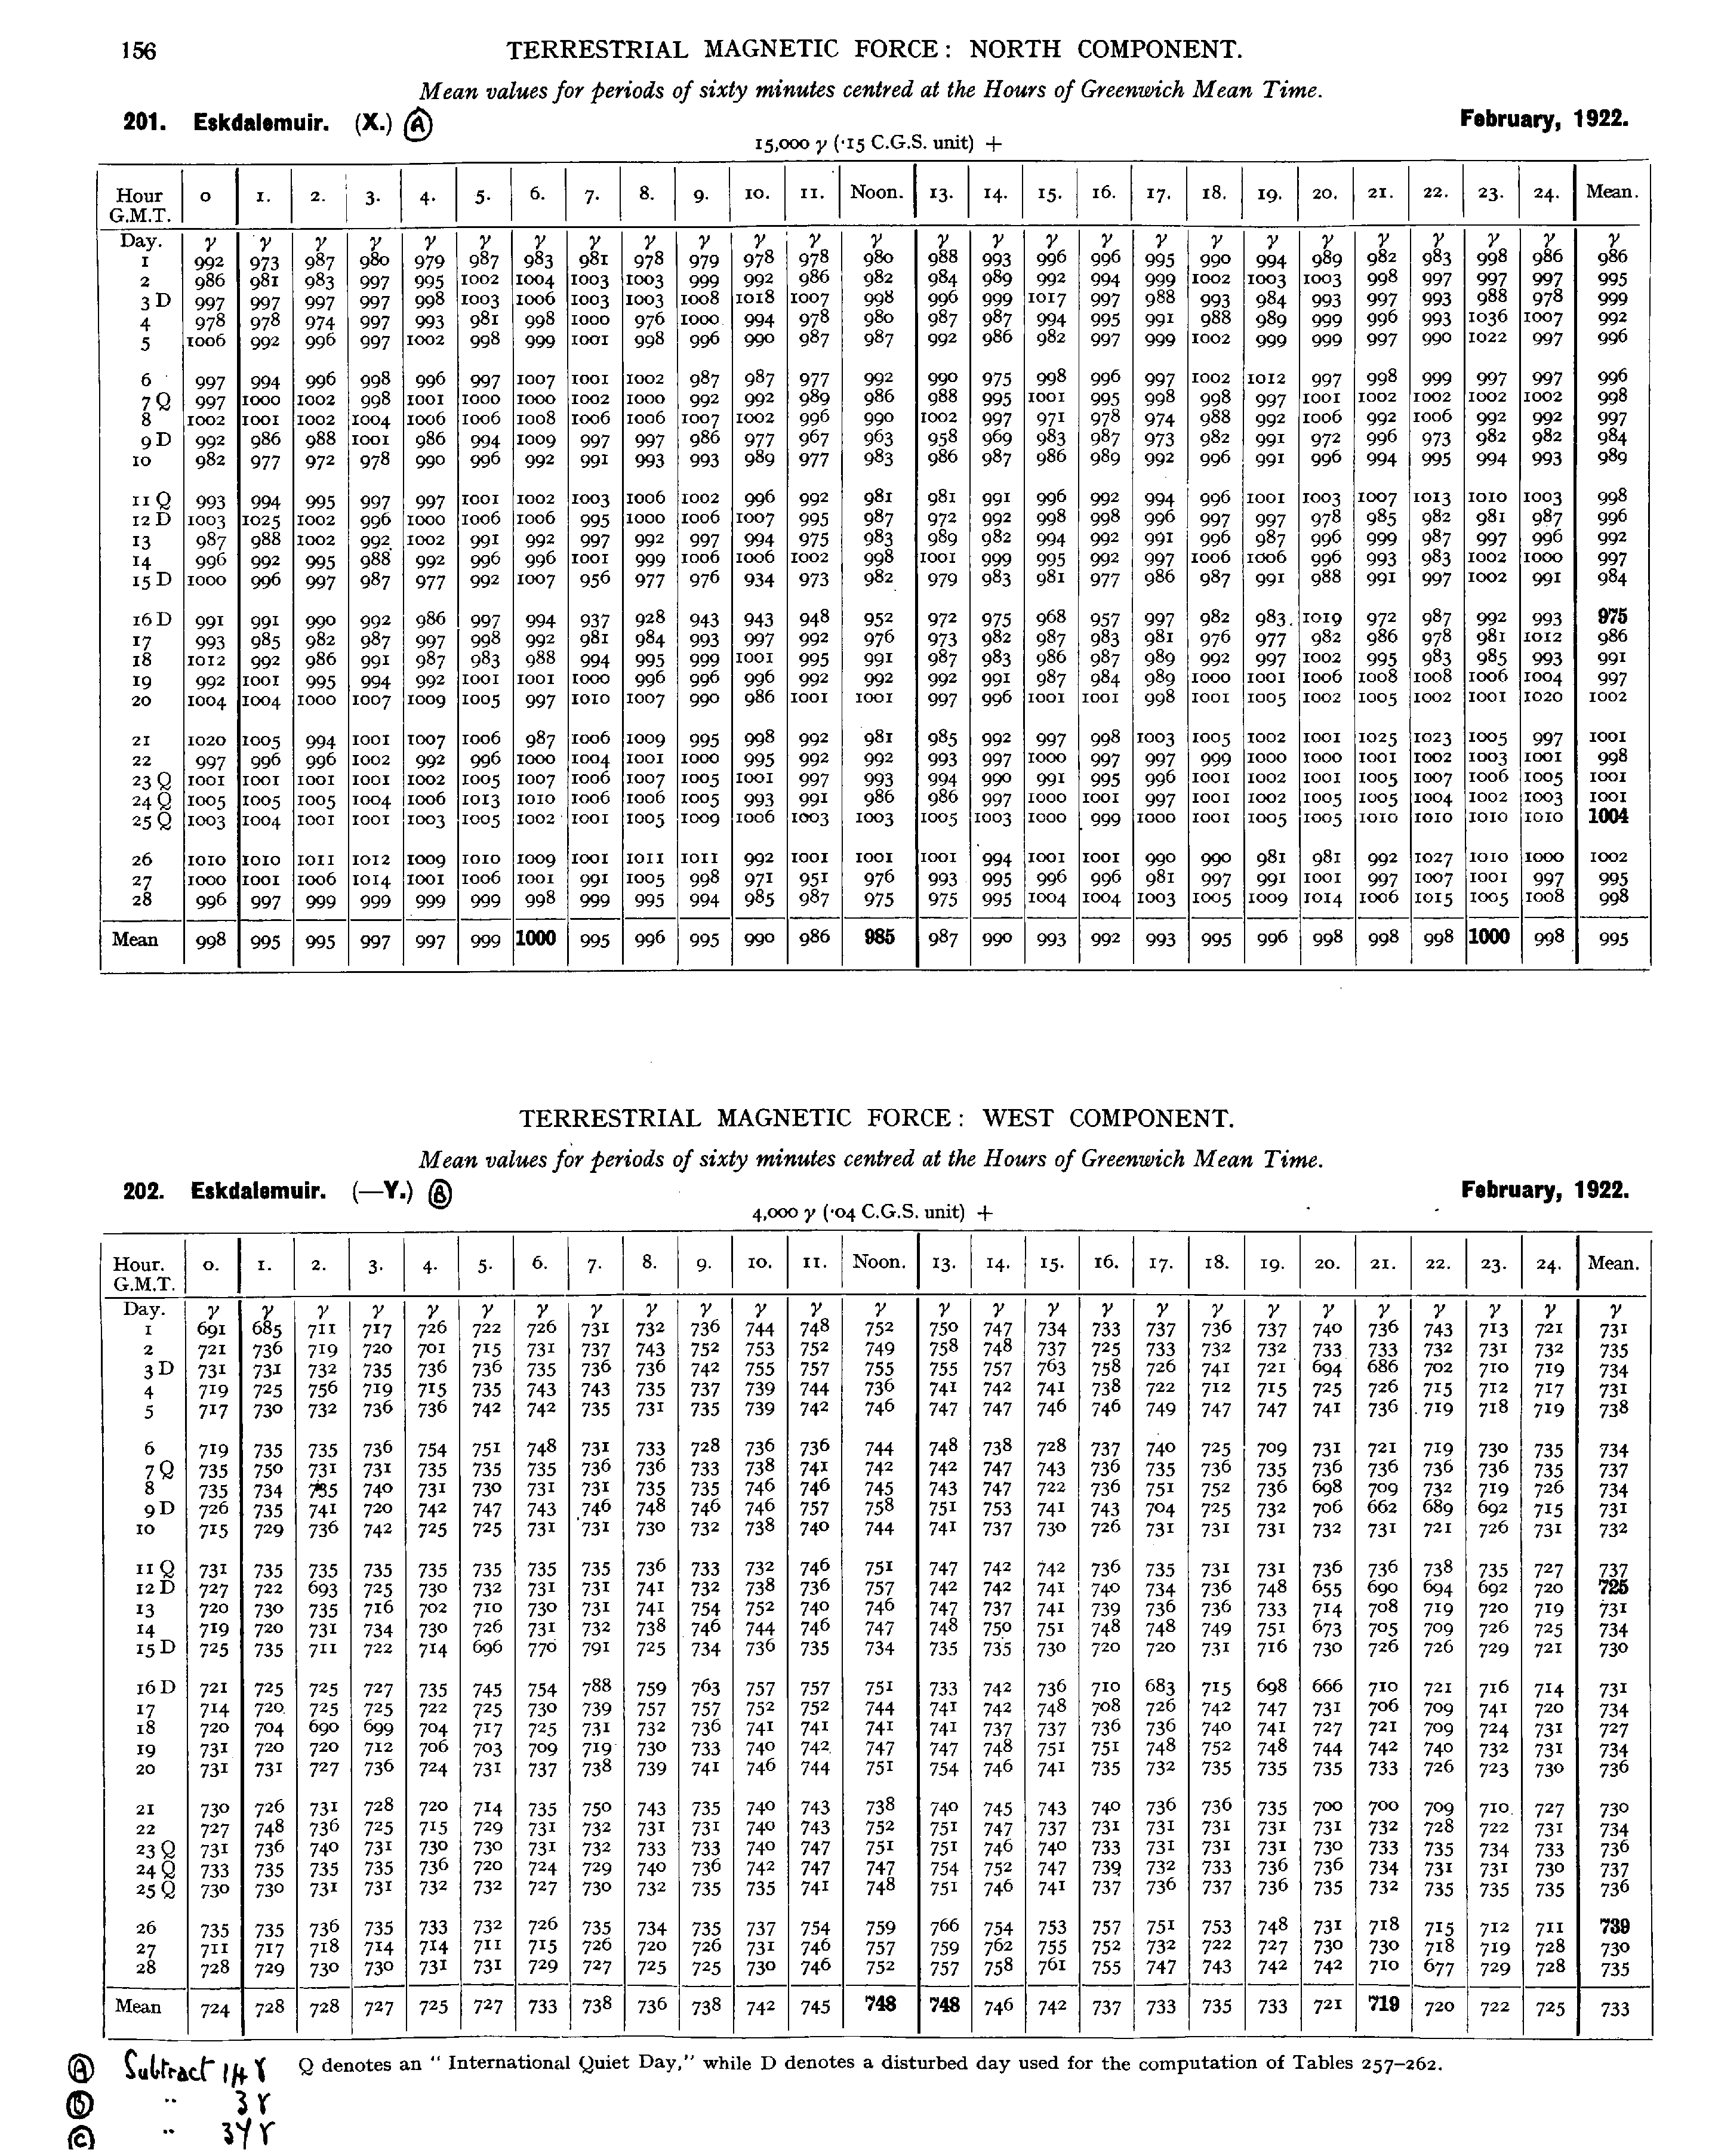 156
TERRESTRIAL MAGNETIC FORCE: NORTH COMPONENT.
Mean values for periods of sixty minutes centred at the Hours of Greenwich Mean Time.
201. Eskdalemuir. (X.) Ⓐ February, 1922.
15,000 γ (·15 C.G.S. unit) +
Hour G.M.T. 0 1. 2. 3. 4. 5. 6. 7. 8. 9. 10. 11. Noon. 13. 14. 15. 16. 17. 18. 19. 20. 21. 22. 23. 24. Mean.
Day. γ γ γ γ γ γ γ γ γ γ γ γ γ γ γ γ γ γ γ γ γ γ γ γ γ γ
1 992 973 987 980 979 987 983 981 978 979 978 978 980 988 993 996 996 995 990 994 989 982 983 998 986 986
2 986 981 983 997 995 1002 1004 1003 1003 999 992 986 982 984 989 992 994 999 1002 1003 1003 998 997 997 997 995
3 D 997 997 997 997 998 1003 1006 1003 1003 1008 1018 1007 998 996 999 1017 997 988 993 984 993 997 993 988 978 999
4 978 978 974 997 993 981 998 1000 976 1000 994 978 980 987 987 994 995 991 988 989 999 996 993 1036 1007 992
5 1006 992 996 997 1002 998 999 1001 998 996 990 987 987 992 986 982 997 999 1002 999 999 997 990 1022 997 996
6 997 994 996 998 996 997 1007 1001 1002 987 987 977 992 990 975 998 996 997 1002 1012 997 998 999 997 997 996
7 Q 997 1000 1002 998 1001 1000 1000 1002 1000 992 992 989 986 988 995 1001 995 998 998 997 1001 1002 1002 1002 1002 998
8 1002 1001 1002 1004 1006 1006 1008 1006 1006 1007 1002 996 990 1002 997 971 978 974 988 992 1006 992 1006 992 992 997
9 D 992 986 988 1001 986 994 1009 997 997 986 977 967 963 958 969 983 987 973 982 991 972 996 973 982 982 984
10 982 977 972 978 990 996 992 991 993 993 989 977 983 986 987 986 989 992 996 991 996 994 995 994 993 989
11 Q 993 994 995 997 997 1001 1002 1003 1006 1002 996 992 981 981 991 996 992 994 996 1001 1003 1007 1013 1010 1003 998
12 D 1003 1025 1002 996 1000 1006 1006 995 1000 1006 1007 995 987 972 992 998 998 996 997 997 978 985 982 981 987 996
13 987 988 1002 992 1002 991 992 997 992 997 994 975 983 989 982 994 992 991 996 987 996 999 987 997 996 992
14 996 992 995 988 992 996 996 1001 999 1006 1006 1002 998 1001 999 995 992 997 1006 1006 996 993 983 1002 1000 997
15 D 1000 996 997 987 977 992 1007 956 977 976 934 973 982 979 983 981 977 986 987 991 988 991 997 1002 991 984
16 D 991 991 990 992 986 997 994 937 928 943 943 948 952 972 975 968 957 997 982 983 1019 972 987 992 993 975
17 993 985 982 987 997 998 992 981 984 993 997 992 976 973 982 987 983 981 976 977 982 986 978 981 1012 986
18 1012 992 986 991 987 983 988 994 995 999 1001 995 991 987 983 986 987 989 992 997 1002 995 983 985 993 991
19 992 1001 995 994 992 1001 1001 1000 996 996 996 992 992 992 991 987 984 989 1000 1001 1006 1008 1008 1006 1004 997
20 1004 1004 1000 1007 1009 1005 997 1010 1007 990 986 1001 1001 997 996 1001 1001 998 1001 1005 1002 1005 1002 1001 1020 1002
21 1020 1005 994 1001 1007 1006 987 1006 1009 995 998 992 981 985 992 997 998 1003 1005 1002 1001 1025 1023 1005 997 1001
22 997 996 996 1002 992 996 1000 1004 1001 1000 995 992 992 993 997 1000 997 997 999 1000 1000 1001 1002 1003 1001 998
23 Q 1001 1001 1001 1001 1002 1005 1007 1006 1007 1005 1001 997 993 994 990 991 995 996 1001 1002 1001 1005 1007 1006 1005 1001
24 Q 1005 1005 1005 1004 1006 1013 1010 1006 1006 1005 993 991 986 986 997 1000 1001 997 1001 1002 1005 1005 1004 1002 1003 1001
25 Q 1003 1004 1001 1001 1003 1005 1002 1001 1005 1009 1006 1003 1003 1005 1003 1000 999 1000 1001 1005 1005 1010 1010 1010 1010 1004
26 1010 1010 1011 1012 1009 1010 1009 1001 1011 1011 992 1001 1001 1001 994 1001 1001 990 990 981 981 992 1027 1010 1000 1002
27 1000 1001 1006 1014 1001 1006 1001 991 1005 998 971 951 976 993 995 996 996 981 997 991 1001 997 1007 1001 997 995
28 996 997 999 999 999 999 998 999 995 994 985 987 975 975 995 1004 1004 1003 1005 1009 1014 1006 1015 1005 1008 998
Mean 998 995 995 997 997 999 1000 995 996 995 990 986 985 987 990 993 992 993 995 996 998 998 998 1000 998 995
TERRESTRIAL MAGNETIC FORCE: WEST COMPONENT.
Mean values for periods of sixty minutes centred at the Hours of Greenwich Mean Time.
202. Eskdalemuir. (—Y.) Ⓑ February, 1922.
4,000 γ (·04 C.G.S. unit) +
Hour. G.M.T. 0. 1. 2. 3. 4. 5. 6. 7. 8. 9. 10. 11. Noon. 13. 14. 15. 16. 17. 18. 19. 20. 21. 22. 23. 24. Mean.
Day. γ γ γ γ γ γ γ γ γ γ γ γ γ γ γ γ γ γ γ γ γ γ γ γ γ γ
1 691 685 711 717 726 722 726 731 732 736 744 748 752 750 747 734 733 737 736 737 740 736 743 713 721 731
2 721 736 719 720 701 715 731 737 743 752 753 752 749 758 748 737 725 733 732 732 733 733 732 731 732 735
3 D 731 731 732 735 736 736 735 736 736 742 755 757 755 755 757 763 758 726 741 721 694 686 702 710 719 734
4 719 725 756 719 715 735 743 743 735 737 739 744 736 741 742 741 738 722 712 715 725 726 715 712 717 731
5 717 730 732 736 736 742 742 735 731 735 739 742 746 747 747 746 746 749 747 747 741 736 719 718 719 738
6 719 735 735 736 754 751 748 731 733 728 736 736 744 748 738 728 737 740 725 709 731 721 719 730 735 734
7 Q 735 750 731 731 735 735 735 736 736 733 738 741 742 742 747 743 736 735 736 735 736 736 736 736 735 737
8 735 734 735 740 731 730 731 731 735 735 746 746 745 743 747 722 736 751 752 736 698 709 732 719 726 734
9 D 726 735 741 720 742 747 743 746 748 746 746 757 758 751 753 741 743 704 725 732 706 662 689 692 715 731
10 715 729 736 742 725 725 731 731 730 732 738 740 744 741 737 730 726 731 731 731 732 731 721 726 731 732
11 Q 731 735 735 735 735 735 735 735 736 733 732 746 751 747 742 742 736 735 731 731 736 736 738 735 727 737
12 D 727 722 693 725 730 732 731 731 741 732 738 736 757 742 742 741 740 734 736 748 655 690 694 692 720 725
13 720 730 735 716 702 710 730 731 741 754 752 740 746 747 737 741 739 736 736 733 714 708 719 720 719 731
14 719 720 731 734 730 726 731 732 738 746 744 746 747 748 750 751 748 748 749 751 673 705 709 726 725 734
15 D 725 735 711 722 714 696 770 791 725 734 736 735 734 735 735 730 720 720 731 716 730 726 726 729 721 730
16 D 721 725 725 727 735 745 754 788 759 763 757 757 751 733 742 736 710 683 715 698 666 710 721 716 714 731
17 714 720 725 725 722 725 730 739 757 757 752 752 744 741 742 748 708 726 742 747 731 706 709 741 720 734
18 720 704 690 699 704 717 725 731 732 736 741 741 741 741 737 737 736 736 740 741 727 721 709 724 731 727
19 731 720 720 712 706 703 709 719 730 733 740 742 747 747 748 751 751 748 752 748 744 742 740 732 731 734
20 731 731 727 736 724 731 737 738 739 741 746 744 751 754 746 741 735 732 735 735 735 733 726 723 730 736
21 730 726 731 728 720 714 735 750 743 735 740 743 738 740 745 743 740 736 736 735 700 700 709 710 727 730
22 727 748 736 725 715 729 731 732 731 731 740 743 752 751 747 737 731 731 731 731 731 732 728 722 731 734
23 Q 731 736 740 731 730 730 731 732 733 733 740 747 751 751 746 740 733 731 731 731 730 733 735 734 733 736
24 Q 733 735 735 735 736 720 724 729 740 736 742 747 747 754 752 747 739 732 733 736 736 734 731 731 730 737
25 Q 730 730 731 731 732 732 727 730 732 735 735 741 748 751 746 741 737 736 737 736 735 732 735 735 735 736
26 735 735 736 735 733 732 726 735 734 735 737 754 759 766 754 753 757 751 753 748 731 718 715 712 711 739
27 711 717 718 714 714 711 715 726 720 726 731 746 757 759 762 755 752 732 722 727 730 730 718 719 728 730
28 728 729 730 730 731 731 729 727 725 725 730 746 752 757 758 761 755 747 743 742 742 710 677 729 728 735
Mean 724 728 728 727 725 727 733 738 736 738 742 745 748 748 746 742 737 733 735 733 721 719 720 722 725 733
Q denotes an “ International Quiet Day,” while D denotes a disturbed day used for the computation of Tables 257–262.
Ⓐ Subtract 14 γ
Ⓑ " 3 γ
Ⓒ " 34 γ